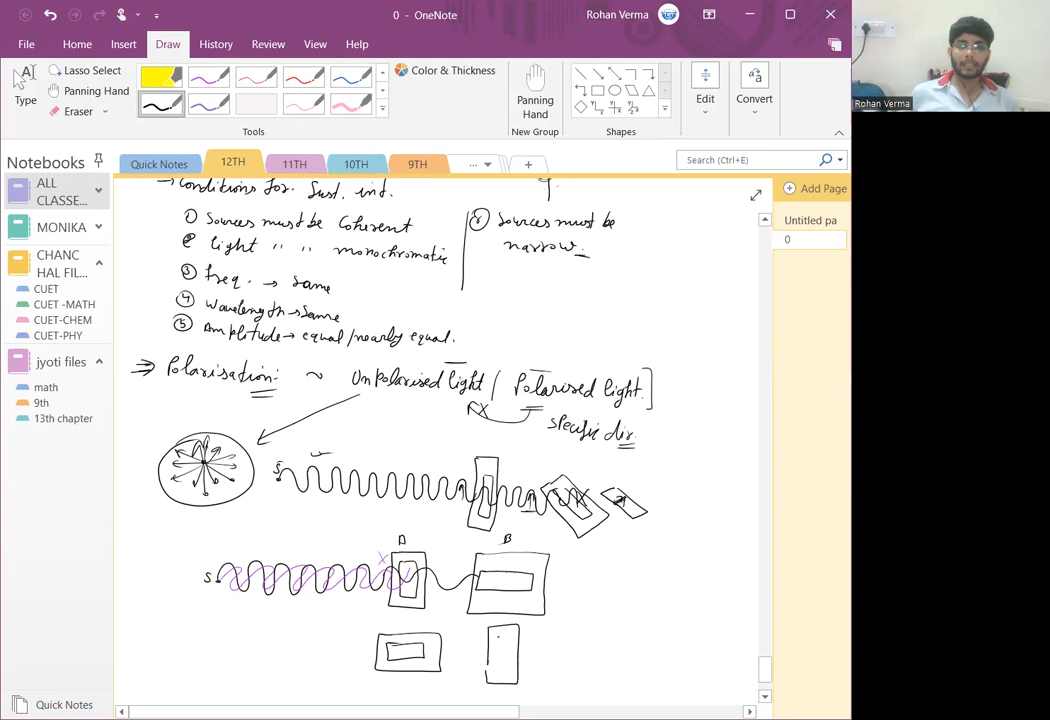 0 - OneNote
Rohan Verma
File Home Insert Draw History Review View Help
Type
Lasso Select
Panning Hand
Eraser
Tools
Color & Thickness
Panning Hand
New Group
Shapes
Edit
Convert
Notebooks
Quick Notes 12TH 11TH 10TH 9TH ... +
Search (Ctrl+E)
ALL CLASSE...
MONIKA
CHANC HAL FIL...
CUET
CUET -MATH
CUET-CHEM
CUET-PHY
jyoti files
math
9th
13th chapter
Quick Notes
Add Page
Untitled pa
0
Rohan Verma
→ Conditions for Sust. int.
① Sources must be Coherent
② light " " monochromatic
③ freq. → same
④ Wavelength → Same
⑤ Amplitude → equal/nearly equal.
Sources must be
narrow.
⇒ Polarisation: ~ Unpolarised light / Polarised light.]
specific dir.
S
A B
S
X